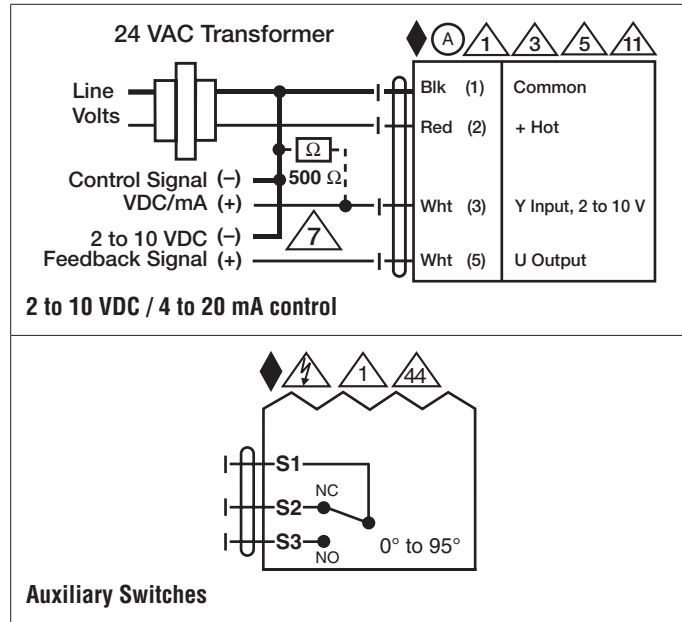 24 VAC Transformer
A 1 3 5 11
Line
Volts
Blk (1) Common
Red (2) + Hot
Ω
500 Ω
Control Signal (–)
VDC/mA (+)
Wht (3) Y Input, 2 to 10 V
7
2 to 10 VDC (–)
Feedback Signal (+)
Wht (5) U Output
2 to 10 VDC / 4 to 20 mA control
1 44
S1
NC
S2
S3
NO
0° to 95°
Auxiliary Switches